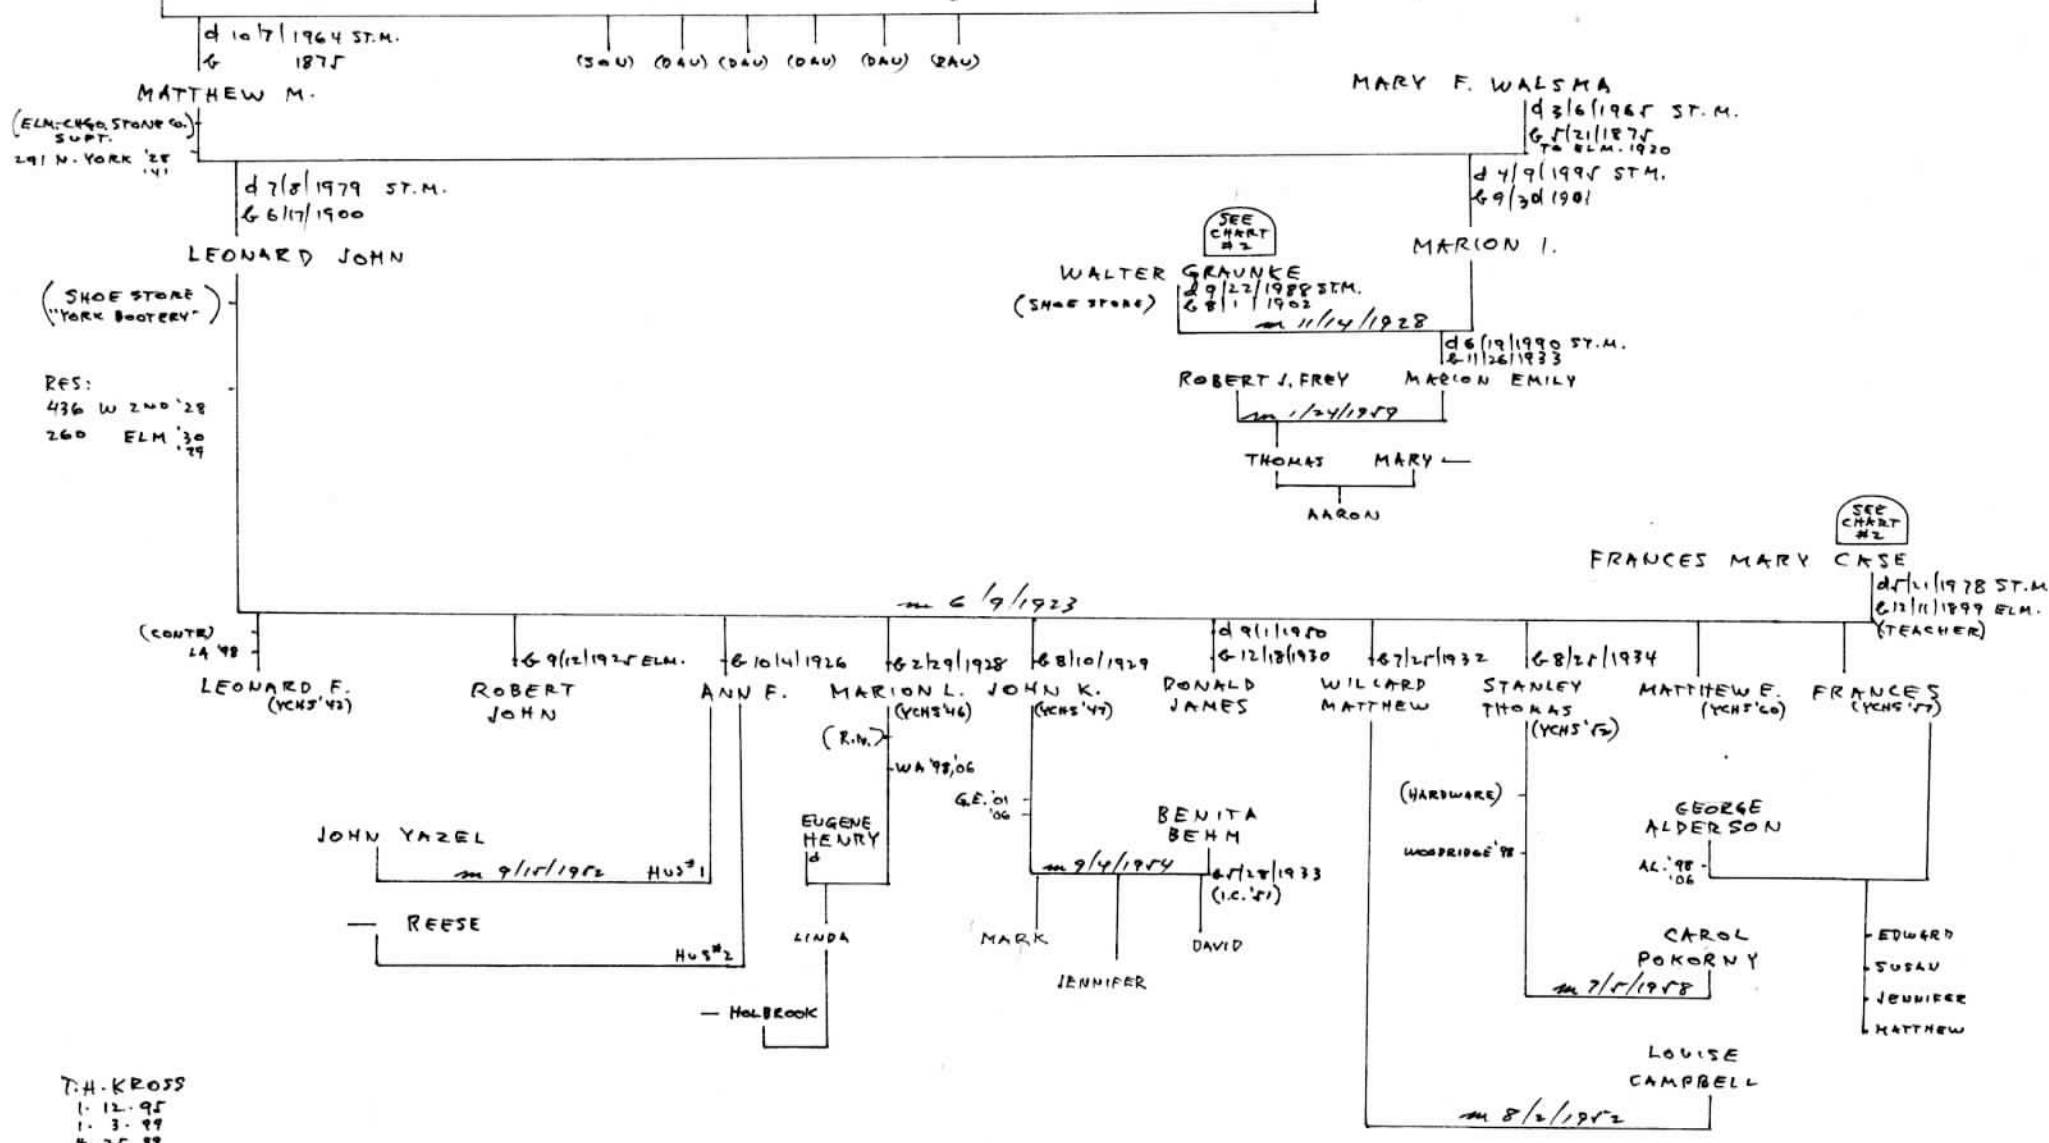 d 10/7/1964 ST.M.
b 1875
(SON) (DAU) (DAU) (DAU) (DAU) (DAU)
MATTHEW M.
(ELM-CHGO. STONE CO.)
SUPT.
291 N. YORK '28
'41
MARY F. WALSMA
d 3/6/1965 ST.M.
b 5/21/1875
TO ELM. 1920
d 7/8/1979 ST.M.
b 6/17/1900
LEONARD JOHN
d 4/9/1995 ST.M.
b 9/30/1901
MARION I.
SEE
CHART
#2
WALTER GRAUNKE
(SHOE STORE)
d 9/22/1988 ST.M.
b 8/1/1902
m 11/14/1928
(SHOE STORE
"YORK BOOTERY")
RES:
436 W 2ND '28
260 ELM '30
'29
d 6/19/1990 ST.M.
b 11/26/1933
ROBERT J. FREY MARION EMILY
m 1/24/1959
THOMAS MARY —
AARON
SEE
CHART
#2
FRANCES MARY CASE
d 5/21/1978 ST.M
b 12/11/1899 ELM.
(TEACHER)
m 6/9/1923
(CONTR)
LA '98
LEONARD F.
(YCHS '43)
b 9/12/1925 ELM.
ROBERT
JOHN
b 10/4/1926
ANN F.
b 2/29/1928
MARION L.
(YCHS '46)
(R.N.)
WA '98,'06
b 8/10/1929
JOHN K.
(YCHS '47)
G.E. '01
'06
d 9/1/1950
b 12/18/1930
DONALD
JAMES
b 7/25/1932
WILLARD
MATTHEW
b 8/25/1934
STANLEY
THOMAS
(YCHS '52)
(HARDWARE)
WOODRIDGE '98
MATTHEW E.
(YCHS '60)
FRANCES
(YCHS '57)
JOHN YAZEL
m 9/15/1952 HUS#1
— REESE
HUS#2
EUGENE
HENRY
d
LINDA
— HOLBROOK
BENITA
BEHM
m 9/4/1954
b 5/28/1933
(I.C. '51)
MARK
JENNIFER
DAVID
GEORGE
ALDERSON
AL. '98
'06
EDWARD
SUSAN
JENNIFER
MATTHEW
CAROL
POKORNY
m 7/5/1958
LOUISE
CAMPBELL
m 8/2/1952
T.H. KROSS
1. 12. 95
1. 3. 99